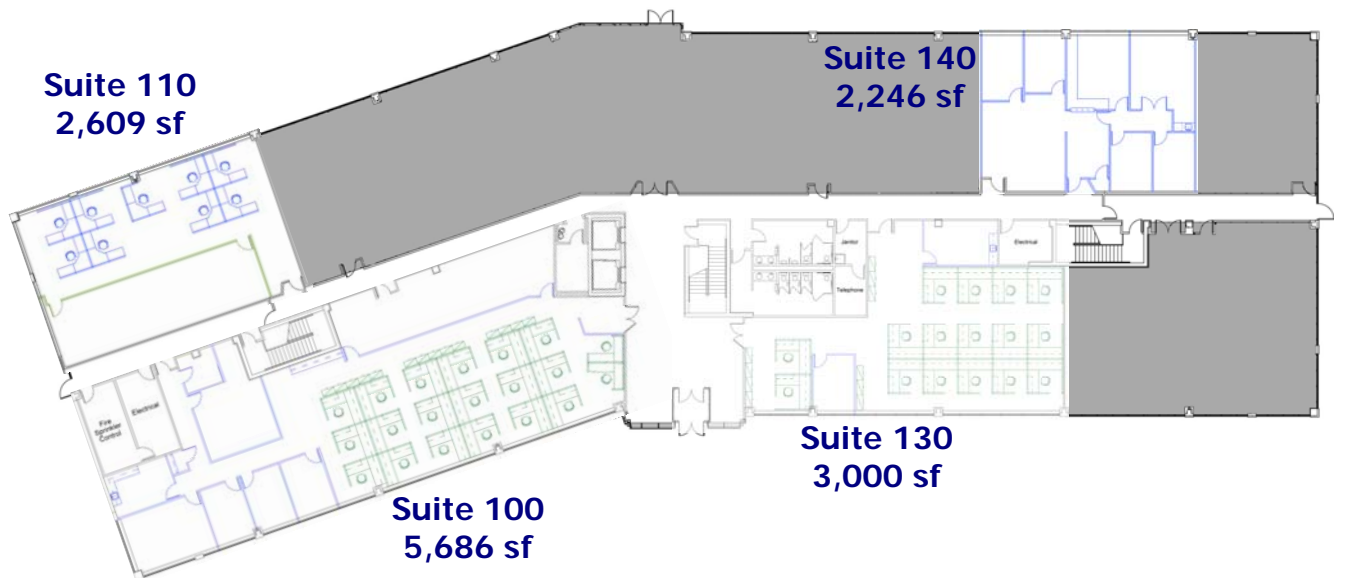 Suite 110
2,609 sf
Suite 140
2,246 sf
Janitor
Electrical
Telephone
Electrical
Fire
Sprinkler
Control
Suite 130
3,000 sf
Suite 100
5,686 sf